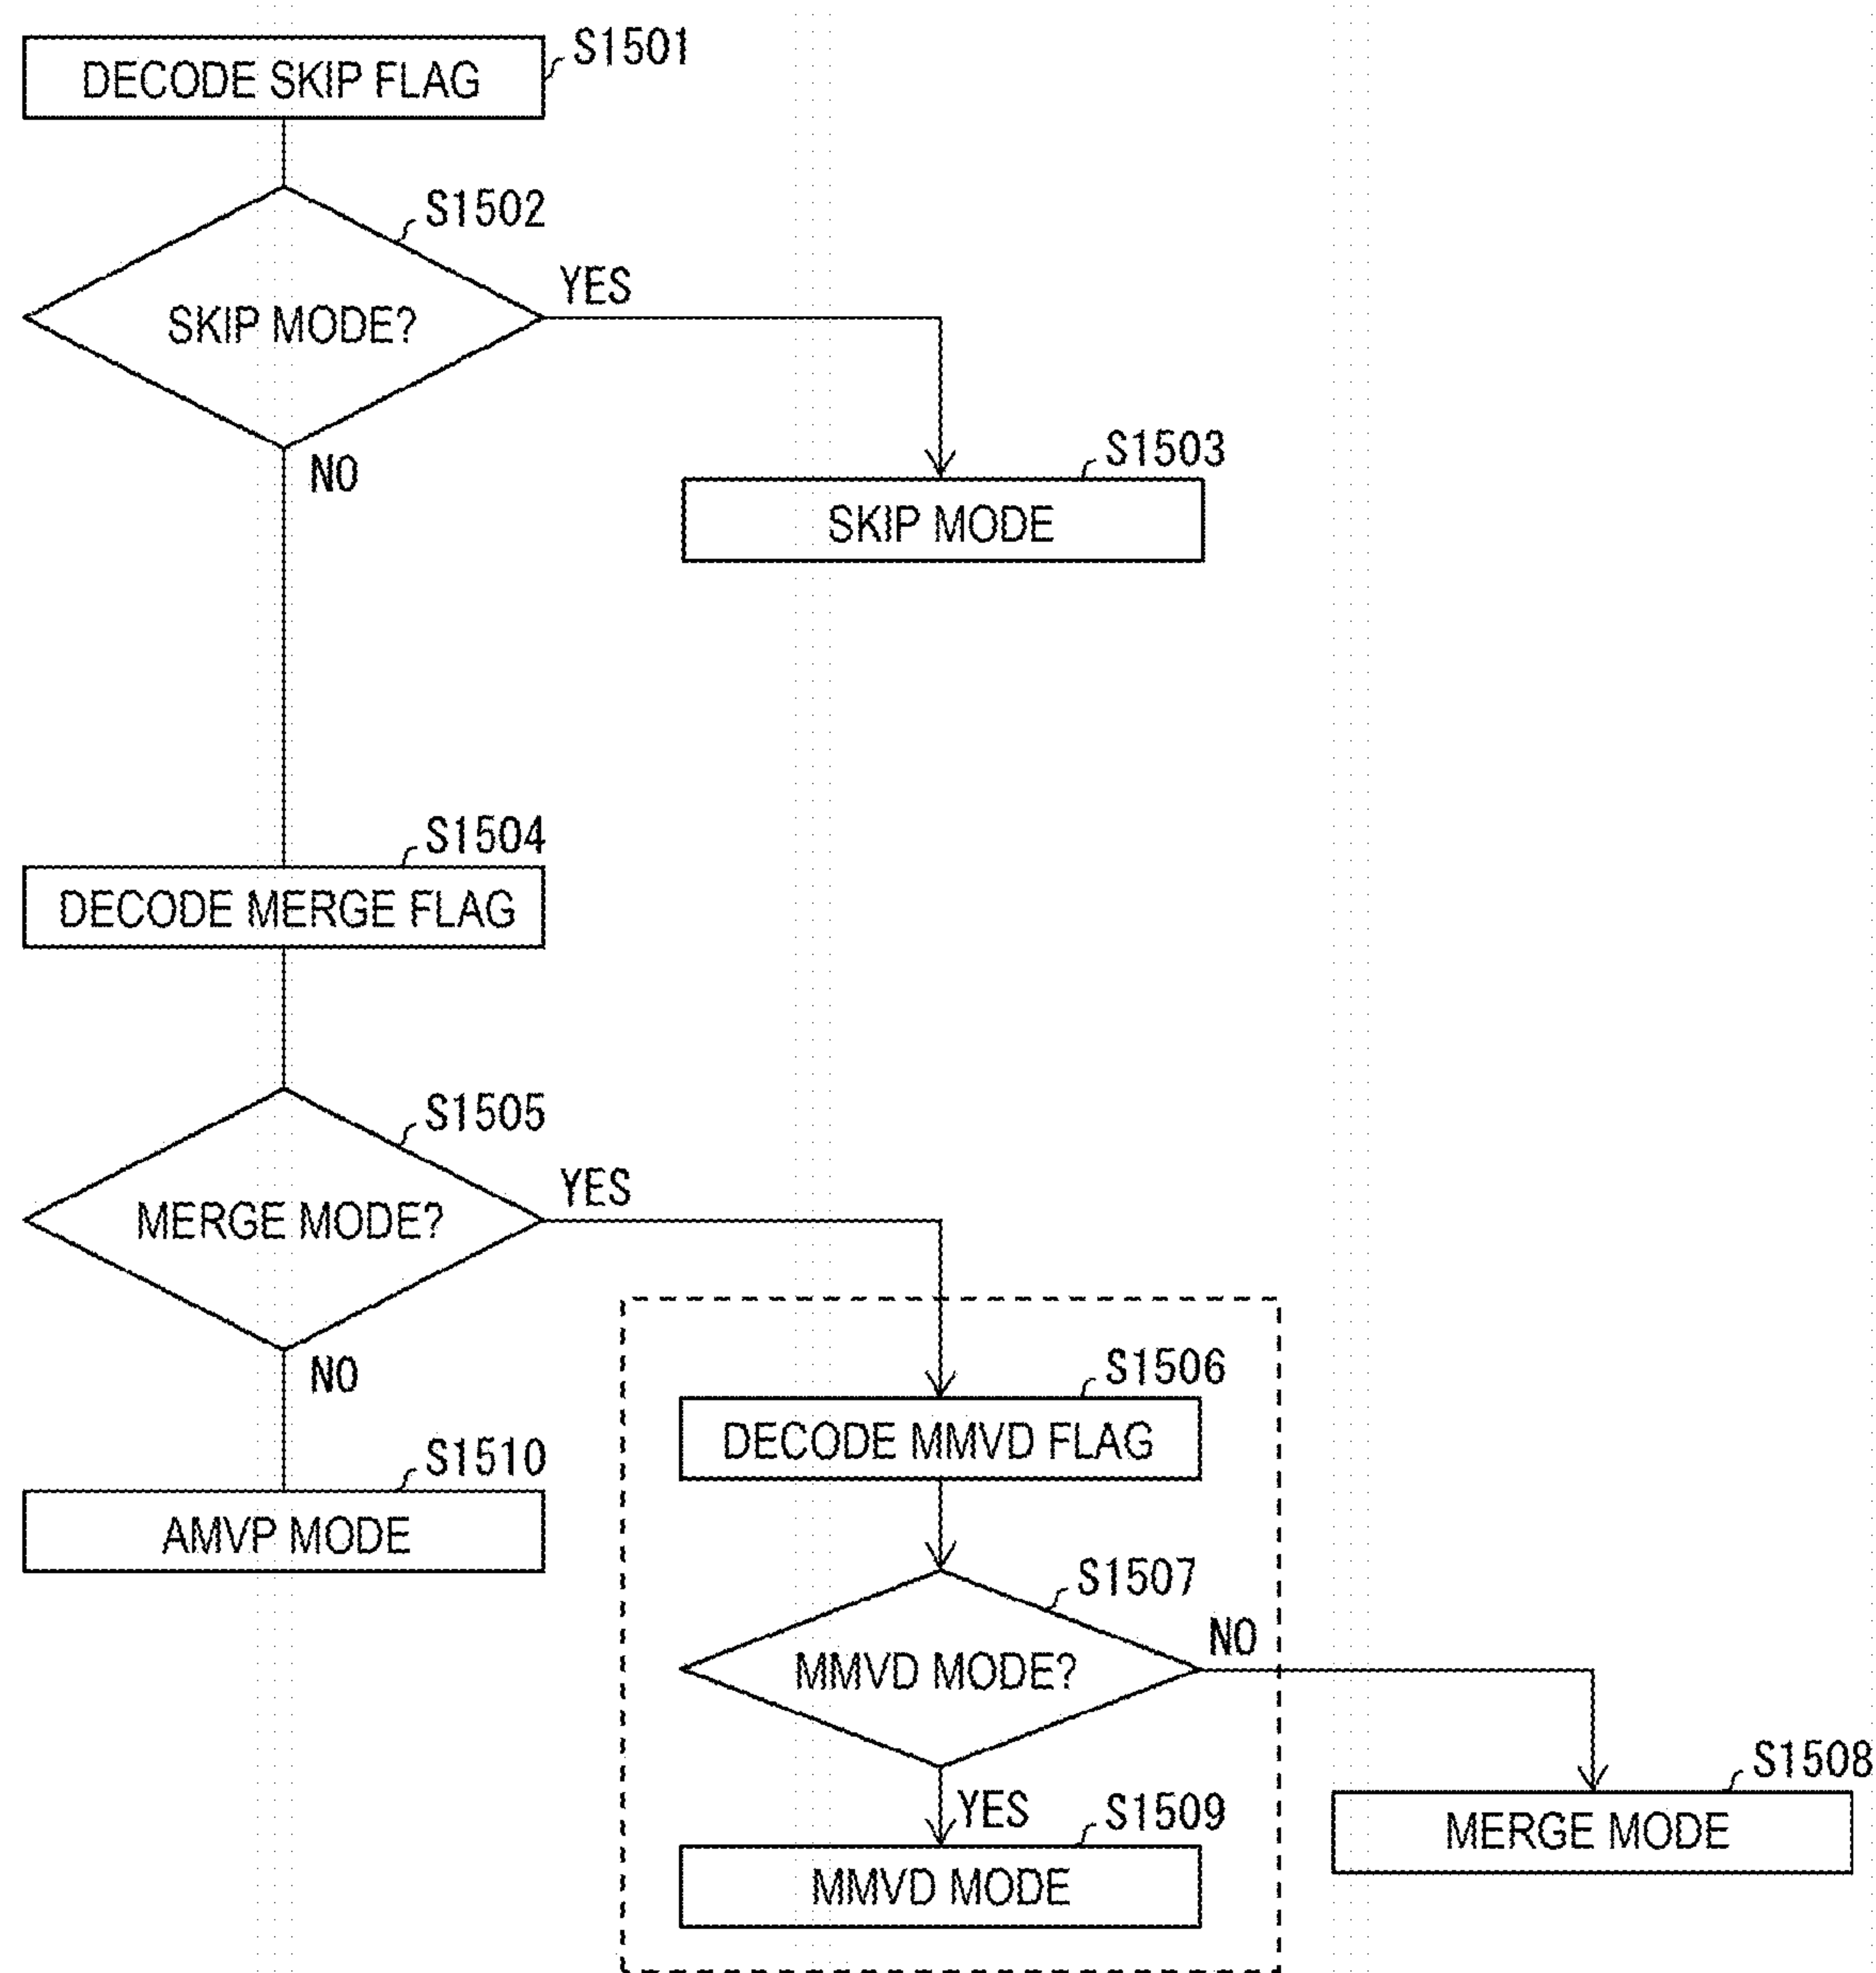 S1501
DECODE SKIP FLAG
S1502
YES
SKIP MODE?
NO
S1503
SKIP MODE
S1504
DECODE MERGE FLAG
S1505
YES
MERGE MODE?
NO
S1506
DECODE MMVD FLAG
S1510
AMVP MODE
S1507
NO
MMVD MODE?
S1508
YES
S1509
MERGE MODE
MMVD MODE